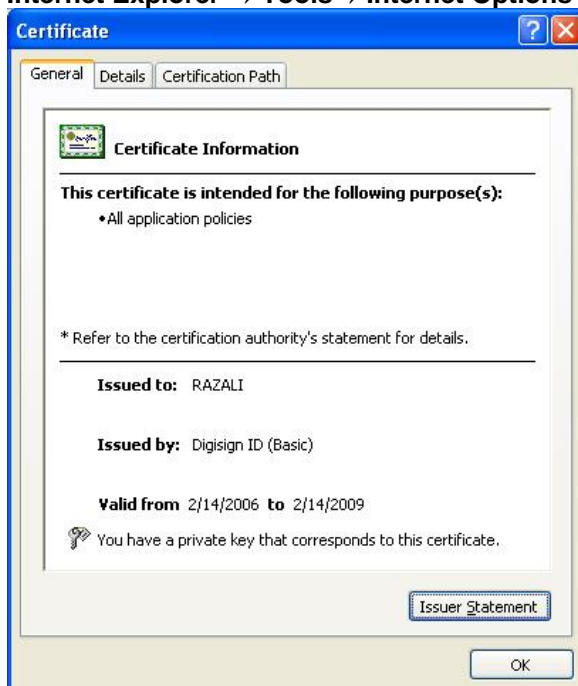 Internet Explorer → Tools → Internet Options
Certificate
General Details Certification Path
Certificate Information
This certificate is intended for the following purpose(s):
•All application policies
* Refer to the certification authority's statement for details.
Issued to: RAZALI
Issued by: Digisign ID (Basic)
Valid from 2/14/2006 to 2/14/2009
You have a private key that corresponds to this certificate.
Issuer Statement
OK